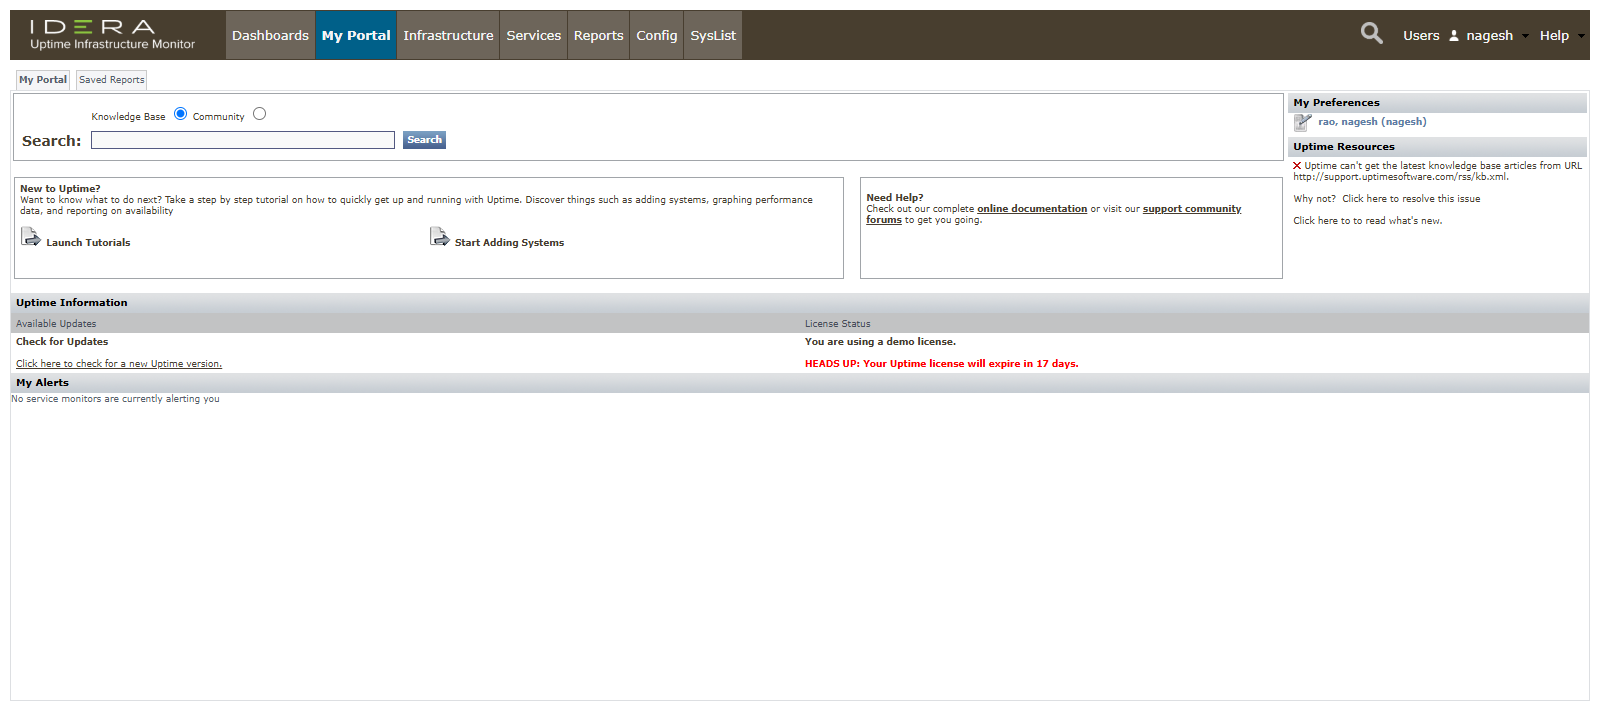 IDERA
Uptime Infrastructure Monitor
Dashboards My Portal Infrastructure Services Reports Config SysList Users nagesh Help
My Portal Saved Reports
Knowledge Base Community
Search: Search
My Preferences
rao, nagesh (nagesh)
Uptime Resources
Uptime can't get the latest knowledge base articles from URL
http://support.uptimesoftware.com/rss/kb.xml.
Why not? Click here to resolve this issue
Click here to to read what's new.
New to Uptime?
Want to know what to do next? Take a step by step tutorial on how to quickly get up and running with Uptime. Discover things such as adding systems, graphing performance
data, and reporting on availability
Launch Tutorials Start Adding Systems
Need Help?
Check out our complete online documentation or visit our support community
forums to get you going.
Uptime Information
Available Updates License Status
Check for Updates You are using a demo license.
Click here to check for a new Uptime version. HEADS UP: Your Uptime license will expire in 17 days.
My Alerts
No service monitors are currently alerting you